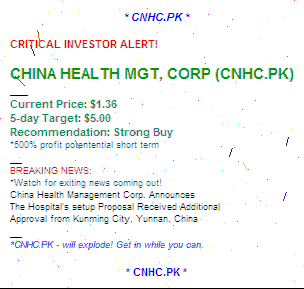 * CNHC.PK *
CRITICAL INVESTOR ALERT!
CHINA HEALTH MGT, CORP (CNHC.PK)
Current Price: $1.36
5-day Target: $5.00
Recommendation: Strong Buy
*500% profit potentential short term
BREAKING NEWS:
*Watch for exiting news coming out!
China Health Management Corp. Announces
The Hospital's setup Proposal Received Additional
Approval from Kunming City, Yunnan, China
*CNHC.PK - will explode! Get in while you can.
* CNHC.PK *